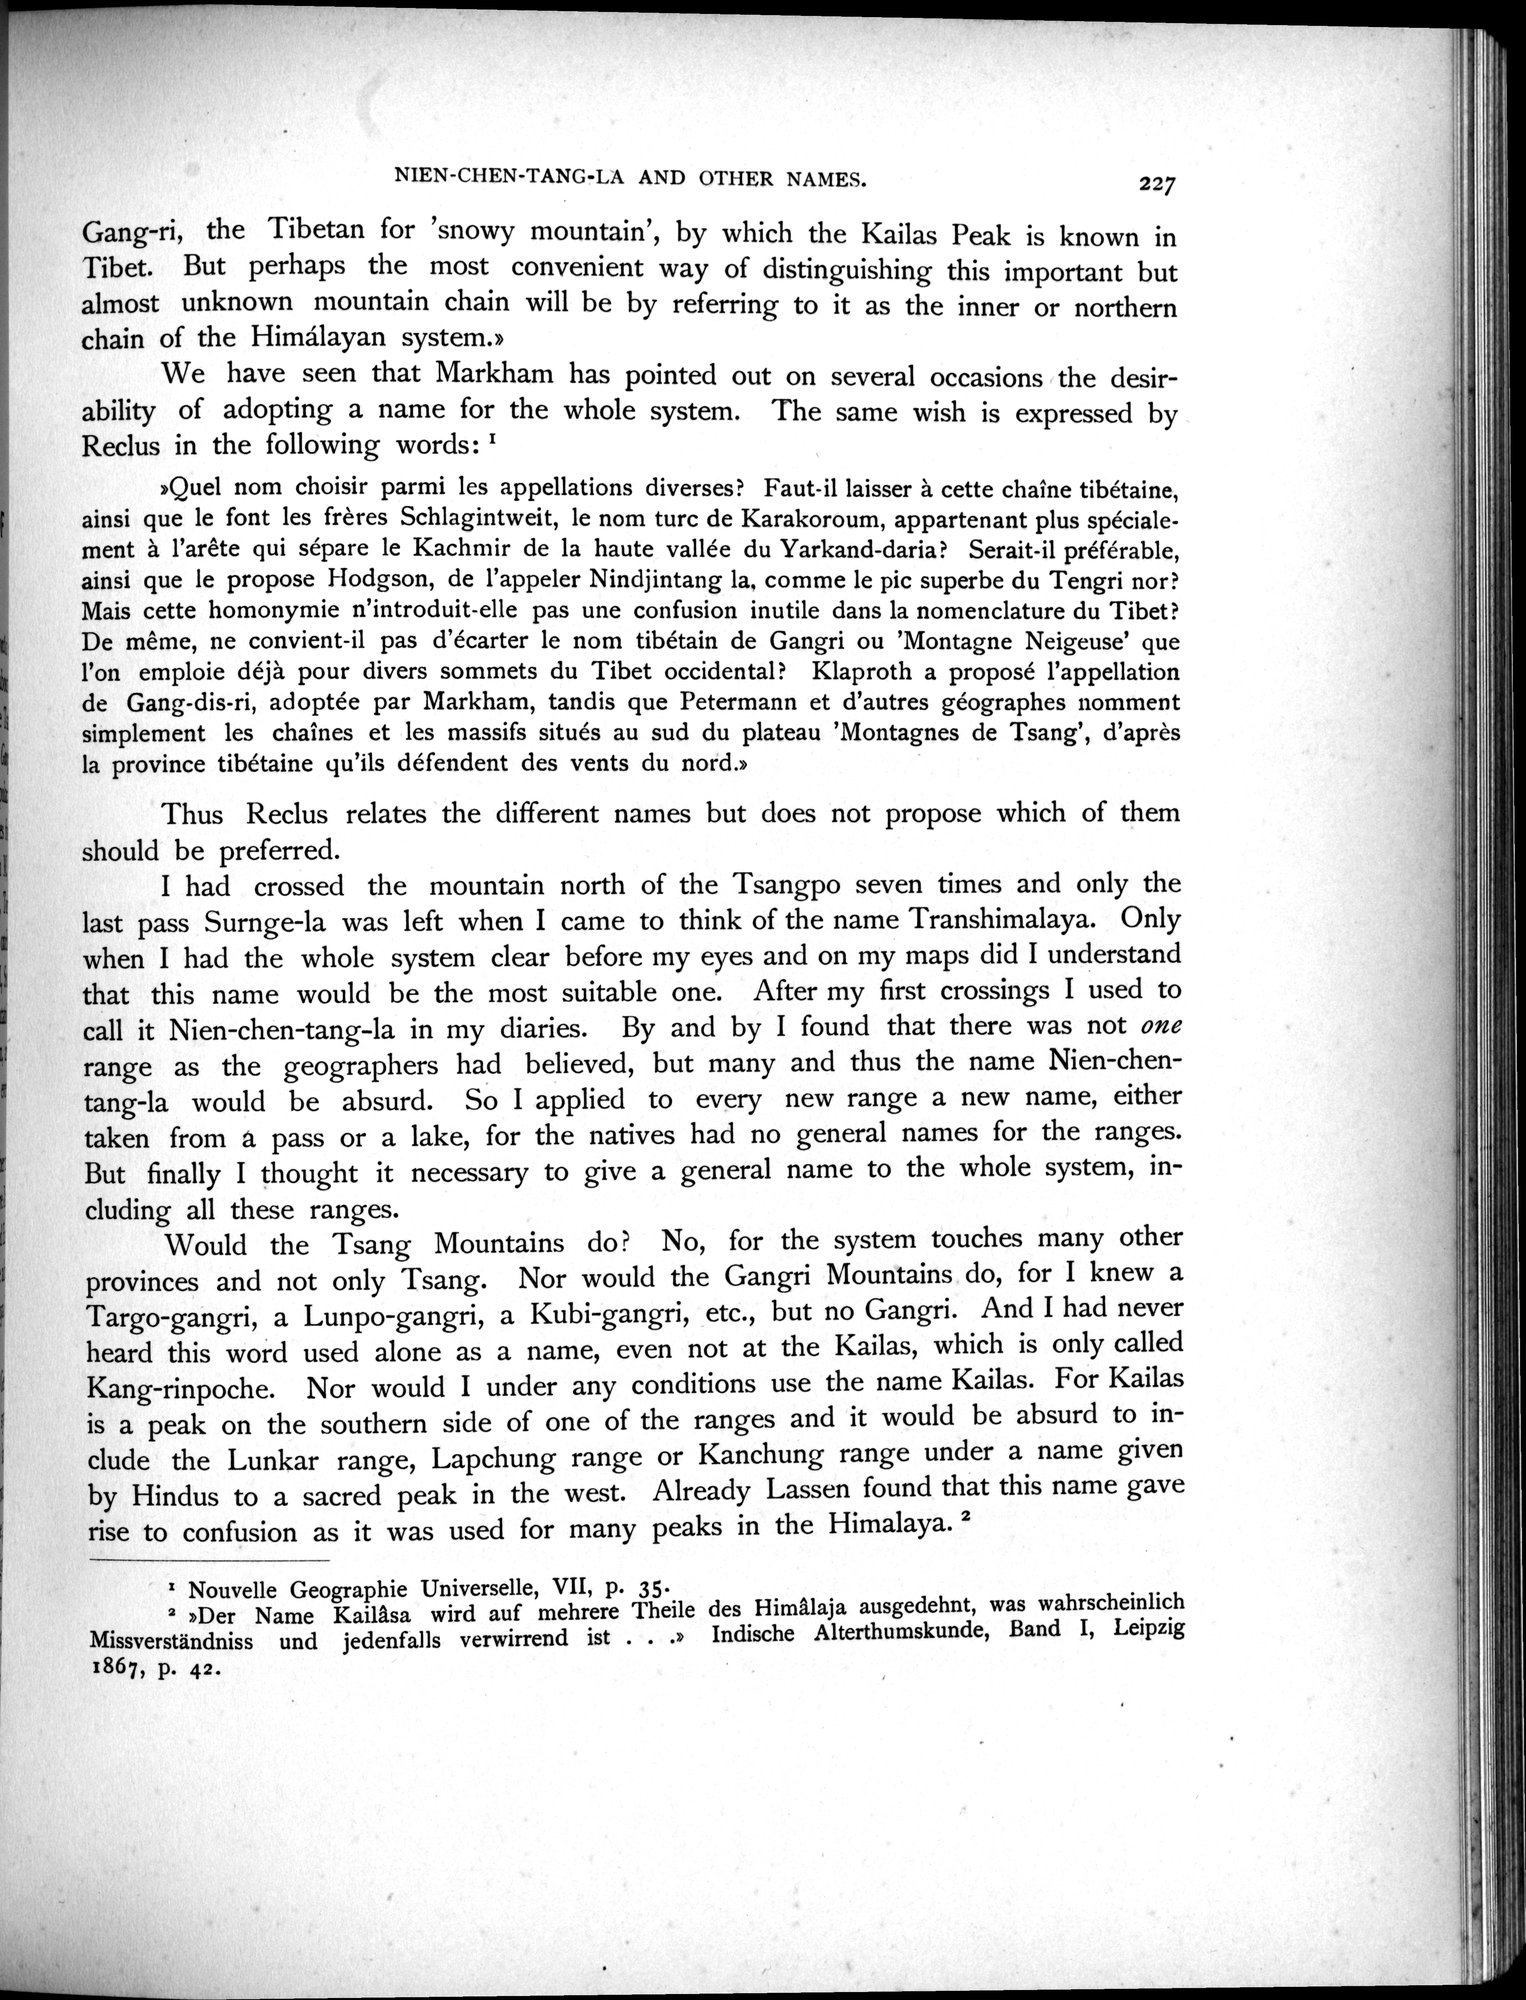 NIEN-CHEN-TANG-LA AND OTHER NAMES. 227
Gang-ri, the Tibetan for 'snowy mountain', by which the Kailas Peak is known in
Tibet. But perhaps the most convenient way of distinguishing this important but
almost unknown mountain chain will be by referring to it as the inner or northern
chain of the Himálayan system.»
We have seen that Markham has pointed out on several occasions the desir-
ability of adopting a name for the whole system. The same wish is expressed by
Reclus in the following words: ¹
»Quel nom choisir parmi les appellations diverses? Faut-il laisser à cette chaîne tibétaine,
ainsi que le font les frères Schlagintweit, le nom turc de Karakoroum, appartenant plus spéciale-
ment à l'arête qui sépare le Kachmir de la haute vallée du Yarkand-daria? Serait-il préférable,
ainsi que le propose Hodgson, de l'appeler Nindjintang la, comme le pic superbe du Tengri nor?
Mais cette homonymie n'introduit-elle pas une confusion inutile dans la nomenclature du Tibet?
De même, ne convient-il pas d'écarter le nom tibétain de Gangri ou 'Montagne Neigeuse' que
l'on emploie déjà pour divers sommets du Tibet occidental? Klaproth a proposé l'appellation
de Gang-dis-ri, adoptée par Markham, tandis que Petermann et d'autres géographes nomment
simplement les chaînes et les massifs situés au sud du plateau 'Montagnes de Tsang', d'après
la province tibétaine qu'ils défendent des vents du nord.»
Thus Reclus relates the different names but does not propose which of them
should be preferred.
I had crossed the mountain north of the Tsangpo seven times and only the
last pass Surnge-la was left when I came to think of the name Transhimalaya. Only
when I had the whole system clear before my eyes and on my maps did I understand
that this name would be the most suitable one. After my first crossings I used to
call it Nien-chen-tang-la in my diaries. By and by I found that there was not one
range as the geographers had believed, but many and thus the name Nien-chen-
tang-la would be absurd. So I applied to every new range a new name, either
taken from a pass or a lake, for the natives had no general names for the ranges.
But finally I thought it necessary to give a general name to the whole system, in-
cluding all these ranges.
Would the Tsang Mountains do? No, for the system touches many other
provinces and not only Tsang. Nor would the Gangri Mountains do, for I knew a
Targo-gangri, a Lunpo-gangri, a Kubi-gangri, etc., but no Gangri. And I had never
heard this word used alone as a name, even not at the Kailas, which is only called
Kang-rinpoche. Nor would I under any conditions use the name Kailas. For Kailas
is a peak on the southern side of one of the ranges and it would be absurd to in-
clude the Lunkar range, Lapchung range or Kanchung range under a name given
by Hindus to a sacred peak in the west. Already Lassen found that this name gave
rise to confusion as it was used for many peaks in the Himalaya. ²
¹ Nouvelle Geographie Universelle, VII, p. 35.
² »Der Name Kailâsa wird auf mehrere Theile des Himâlaja ausgedehnt, was wahrscheinlich
Missverständniss und jedenfalls verwirrend ist . . .» Indische Alterthumskunde, Band I, Leipzig
1867, p. 42.